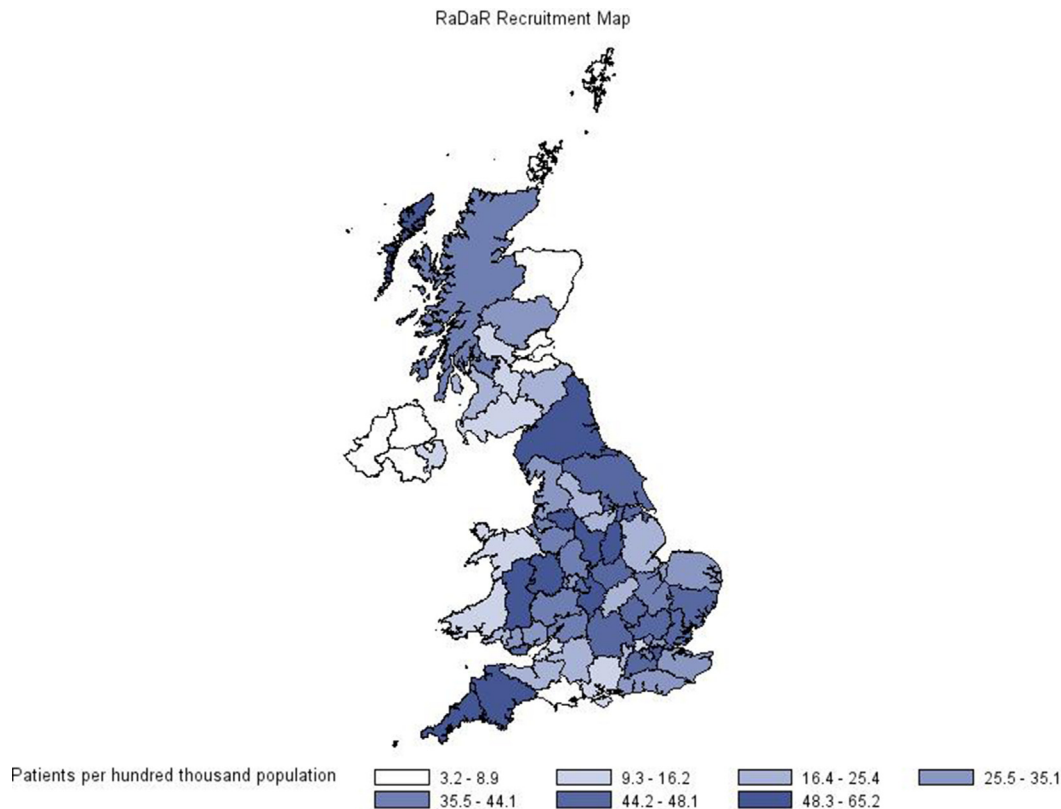 RaDaR Recruitment Map
Patients per hundred thousand population 3.2 - 8.9 9.3 - 16.2 16.4 - 25.4 25.5 - 35.1
35.5 - 44.1 44.2 - 48.1 48.3 - 65.2